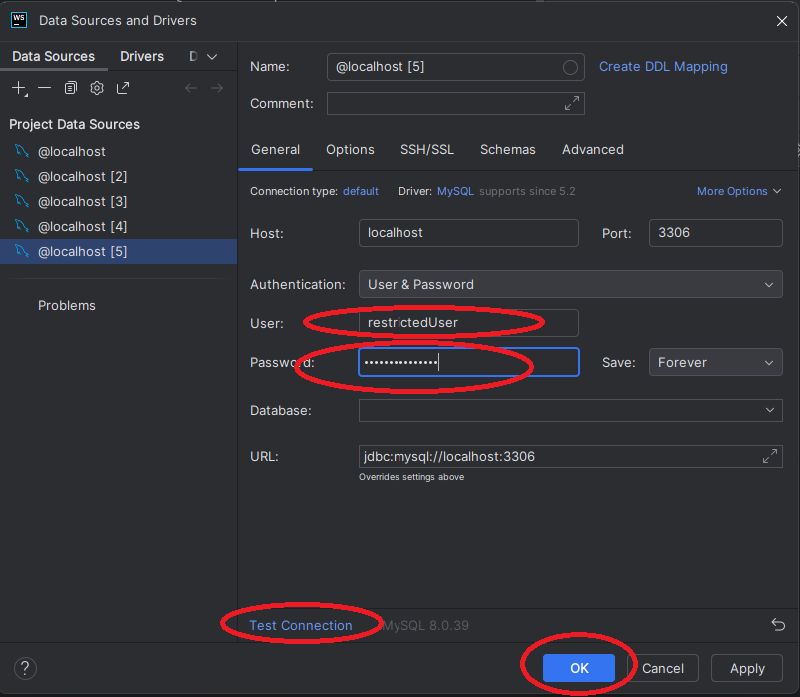 WS Data Sources and Drivers
Data Sources Drivers D
Project Data Sources
@localhost
@localhost [2]
@localhost [3]
@localhost [4]
@localhost [5]
Problems
Name: @localhost [5] Create DDL Mapping
Comment:
General Options SSH/SSL Schemas Advanced
Connection type: default Driver: MySQL supports since 5.2 More Options
Host: localhost Port: 3306
Authentication: User & Password
User: restrictedUser
Password: •••••••••••••• Save: Forever
Database:
URL: jdbc:mysql://localhost:3306
Overrides settings above
Test Connection MySQL 8.0.39
? OK Cancel Apply